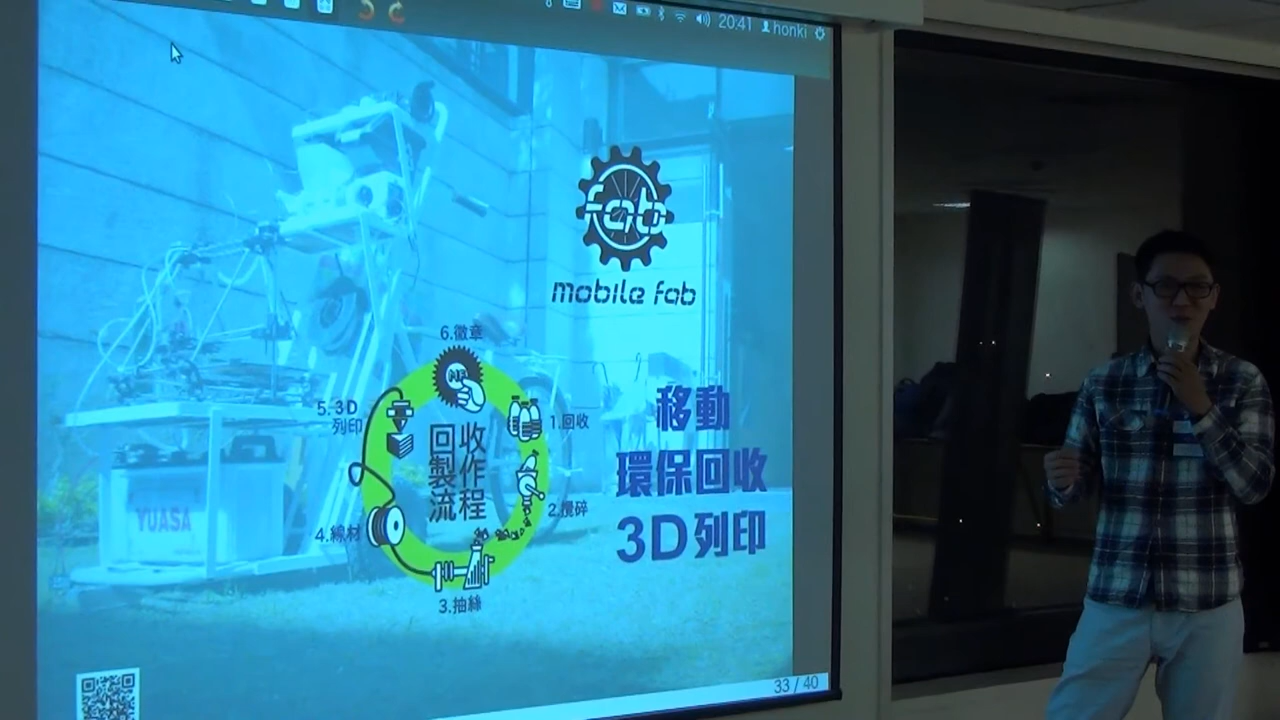 20:41 honki
fab
mobile fab
6.徽章
MF
5.3D
列印
1.回收
回收
製作
流程
2.攪碎
4.線材
3.抽絲
移動
環保回收
3D列印
YUASA
33 / 40